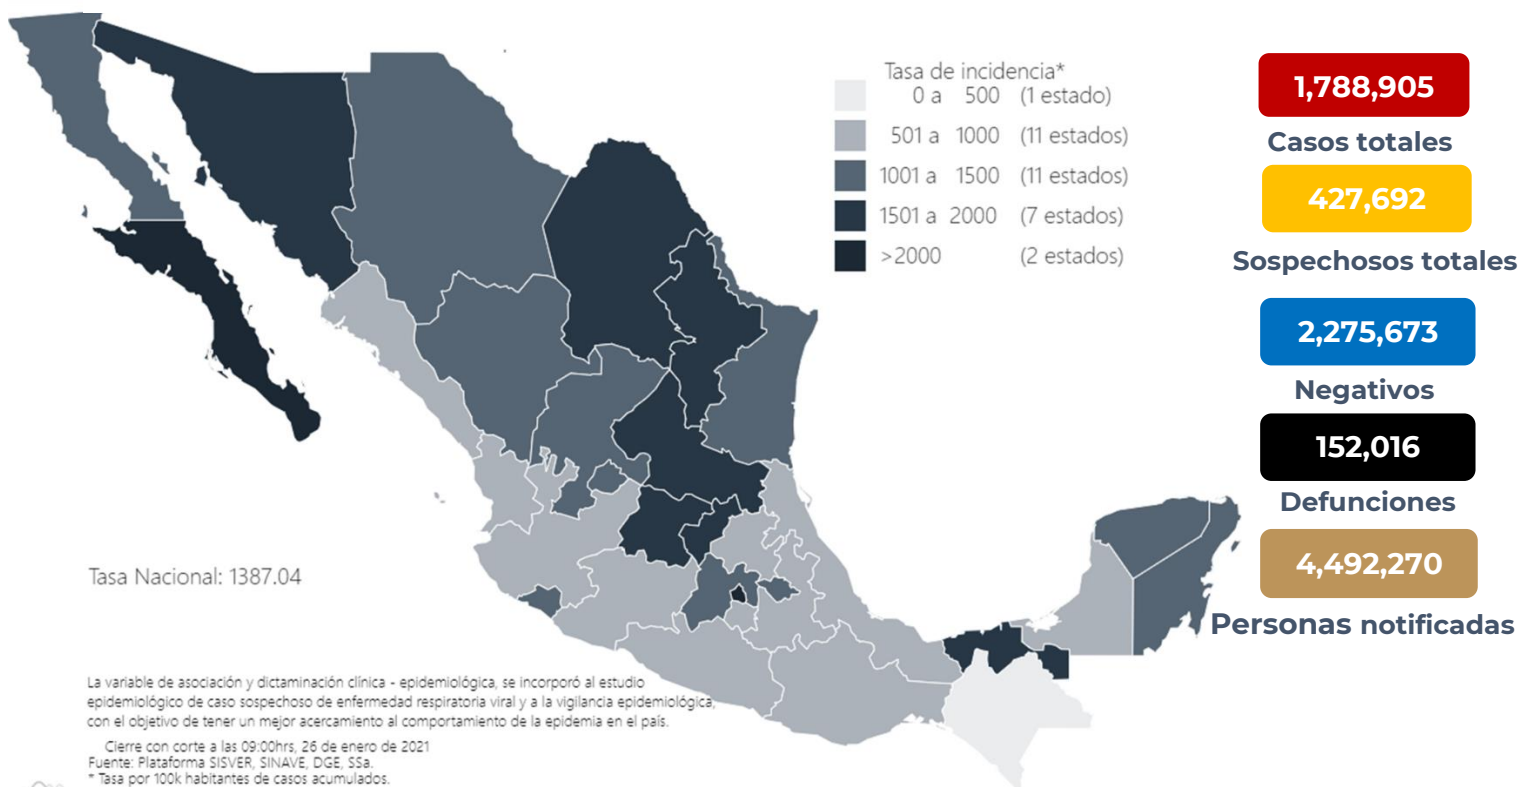 Tasa de incidencia*
0 a 500 (1 estado)
501 a 1000 (11 estados)
1001 a 1500 (11 estados)
1501 a 2000 (7 estados)
>2000 (2 estados)
1,788,905
Casos totales
427,692
Sospechosos totales
2,275,673
Negativos
152,016
Defunciones
4,492,270
Personas notificadas
Tasa Nacional: 1387.04
La variable de asociación y dictaminación clínica - epidemiológica, se incorporó al estudio
epidemiológico de caso sospechoso de enfermedad respiratoria viral y a la vigilancia epidemiológica,
con el objetivo de tener un mejor acercamiento al comportamiento de la epidemia en el país.
Cierre con corte a las 09:00hrs, 26 de enero de 2021
Fuente: Plataforma SISVER, SINAVE, DGE, SSa.
* Tasa por 100k habitantes de casos acumulados.